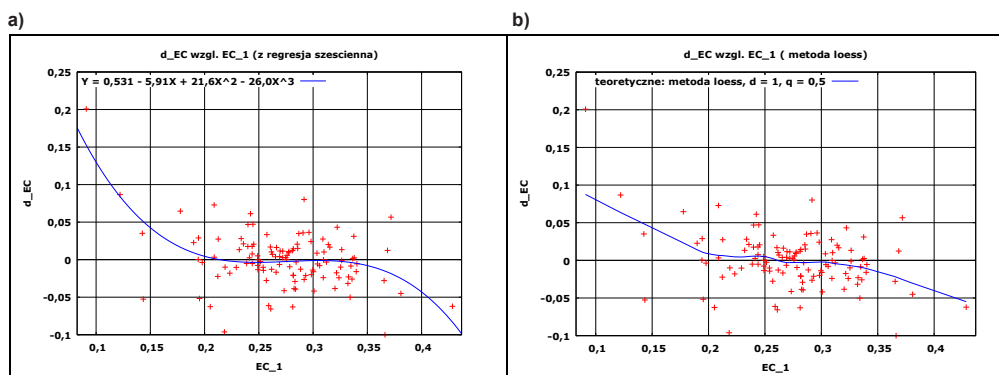 a)
d_EC wzgl. EC_1 (z regresja szescienna)
Y = 0,531 - 5,91X + 21,6X^2 - 26,0X^3
0,25
0,2
0,15
0,1
0,05
0
-0,05
-0,1
d_EC
0,1 0,15 0,2 0,25 0,3 0,35 0,4
EC_1
b)
d_EC wzgl. EC_1 ( metoda loess)
teoretyczne: metoda loess, d = 1, q = 0,5
0,25
0,2
0,15
0,1
0,05
0
-0,05
-0,1
d_EC
0,1 0,15 0,2 0,25 0,3 0,35 0,4
EC_1